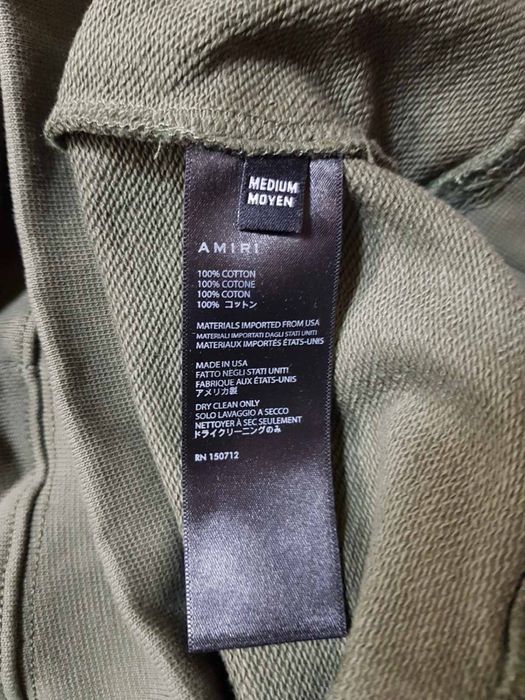 MEDIUM
MOYEN
AMIRI
100% COTTON
100% COTONE
100% COTON
100% コットン
MATERIALS IMPORTED FROM USA
MATERIALI IMPORTATI DAGLI STATI UNITI
MATERIAUX IMPORTÉS ÉTATS-UNIS
MADE IN USA
FATTO NEGLI STATI UNITI
FABRIQUE AUX ÉTATS-UNIS
アメリカ製
DRY CLEAN ONLY
SOLO LAVAGGIO A SECCO
NETTOYER À SEC SEULEMENT
ドライクリーニングのみ
RN 150712